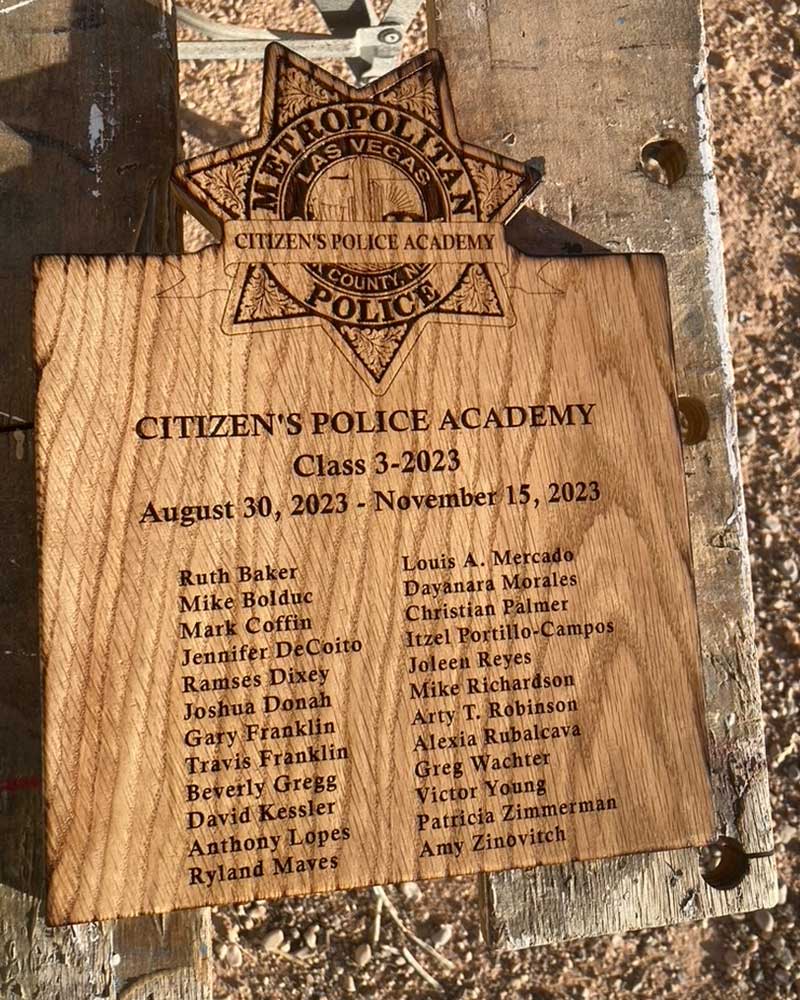 METROPOLITAN
LAS VEGAS
CITIZEN'S POLICE ACADEMY
COUNTY, N
POLICE
CITIZEN'S POLICE ACADEMY
Class 3-2023
August 30, 2023 - November 15, 2023
Ruth Baker
Mike Bolduc
Mark Coffin
Jennifer DeCoito
Ramses Dixey
Joshua Donah
Gary Franklin
Travis Franklin
Beverly Gregg
David Kessler
Anthony Lopes
Ryland Mayes
Louis A. Mercado
Dayanara Morales
Christian Palmer
Itzel Portillo-Campos
Joleen Reyes
Mike Richardson
Arty T. Robinson
Alexia Rubalcava
Greg Wachter
Victor Young
Patricia Zimmerman
Amy Zinovitch